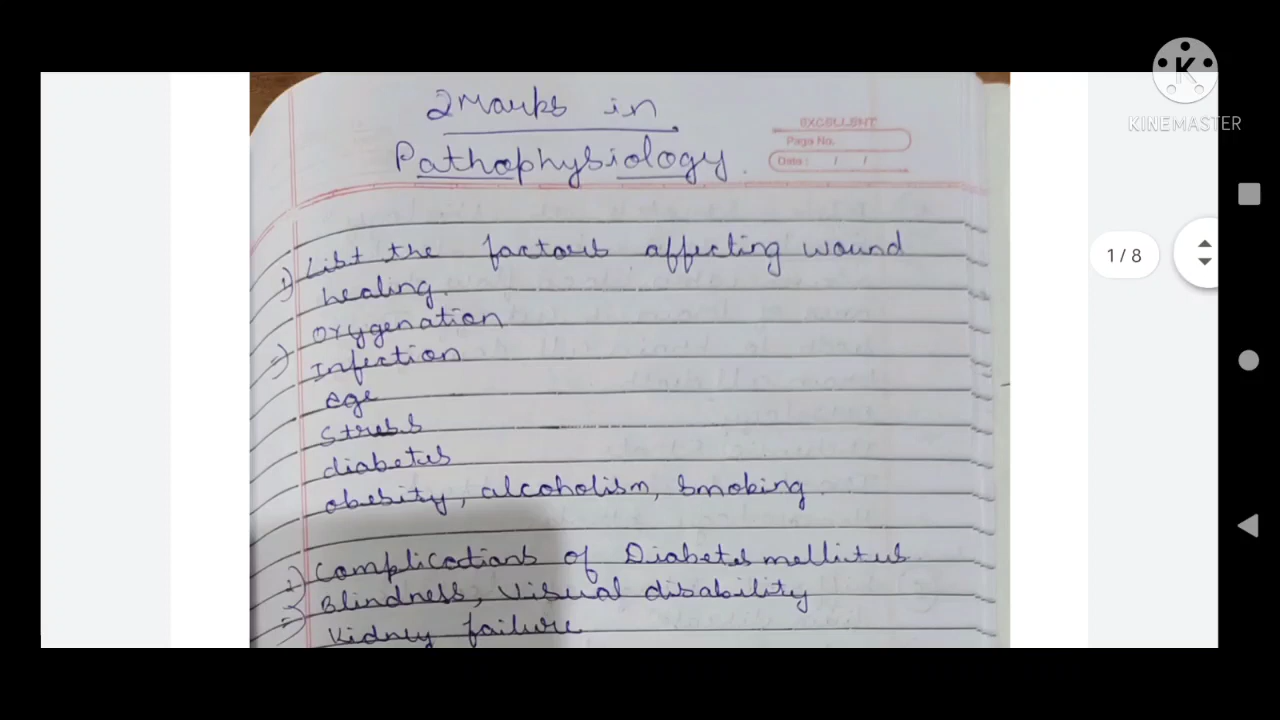 2 Marks in
Pathophysiology.
EXCELLENT
Page No.
Date : / /
KINEMASTER
1 / 8
1) List the factors affecting wound
healing.
=) Oxygenation
Infection
age
Stress
diabetes
obesity, alcoholism, Smoking
1) Complications of Diabetes mellitus
=) Blindness, Visual disability
Kidney failure